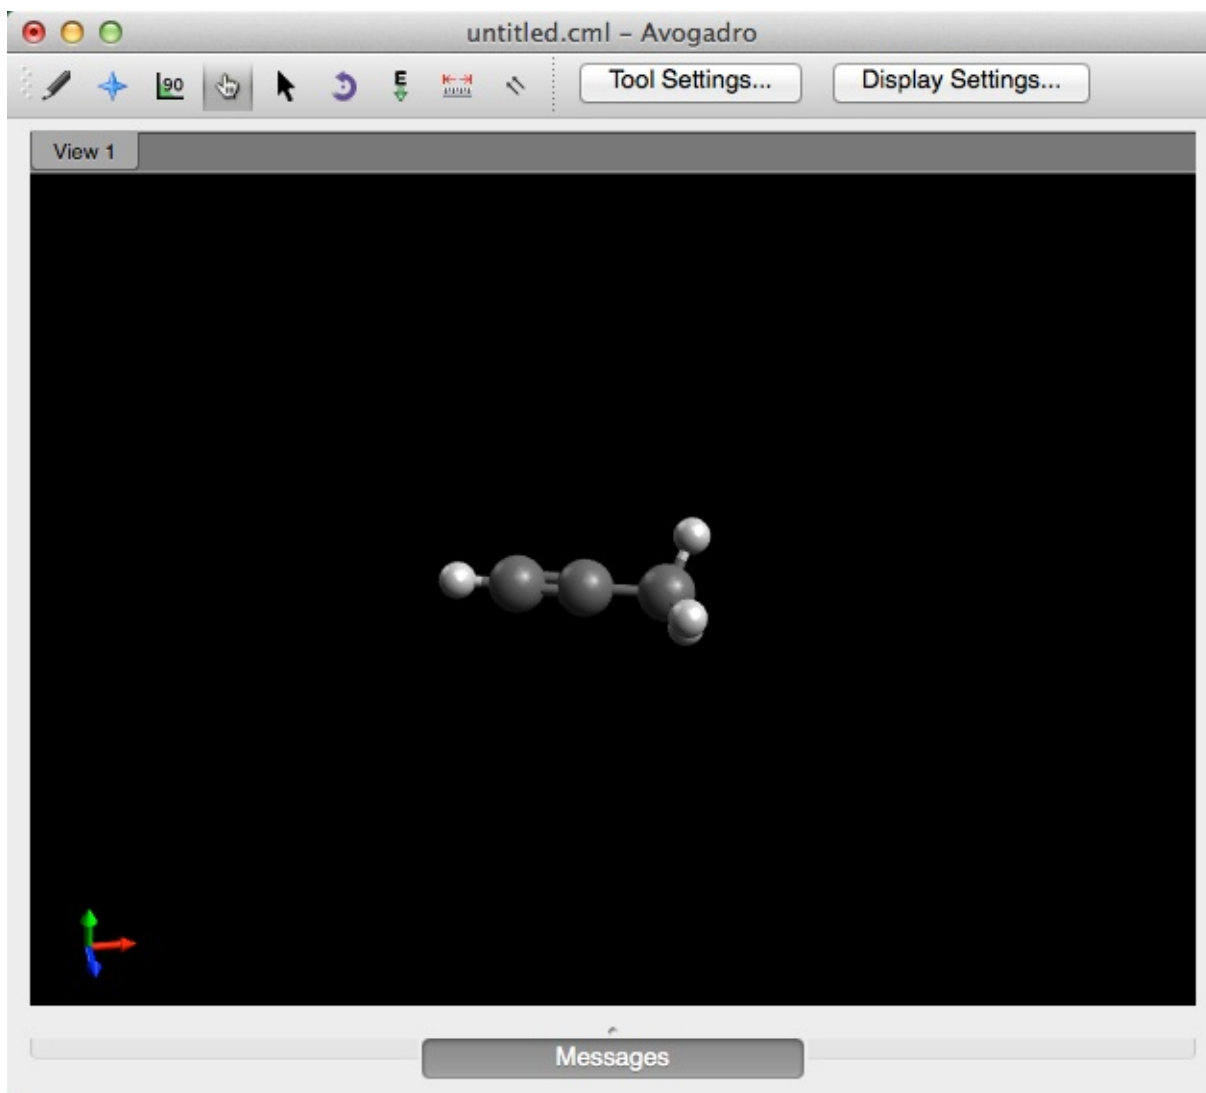 untitled.cml – Avogadro
90 E Tool Settings... Display Settings...
View 1
Messages